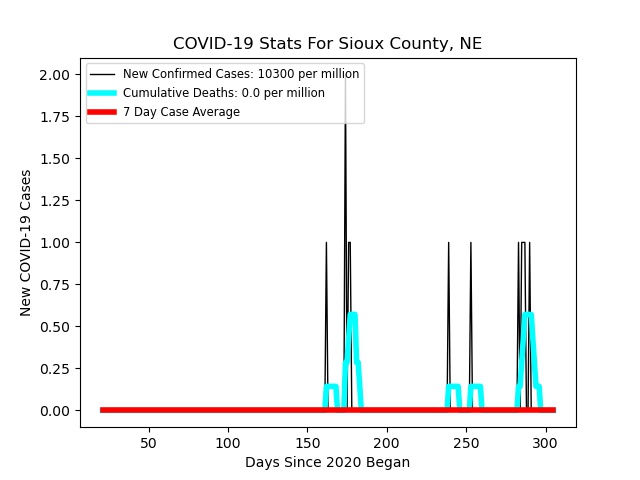 COVID-19 Stats For Sioux County, NE
New Confirmed Cases: 10300 per million
Cumulative Deaths: 0.0 per million
7 Day Case Average
2.00
1.75
1.50
1.25
1.00
0.75
0.50
0.25
0.00
New COVID-19 Cases
50 100 150 200 250 300
Days Since 2020 Began